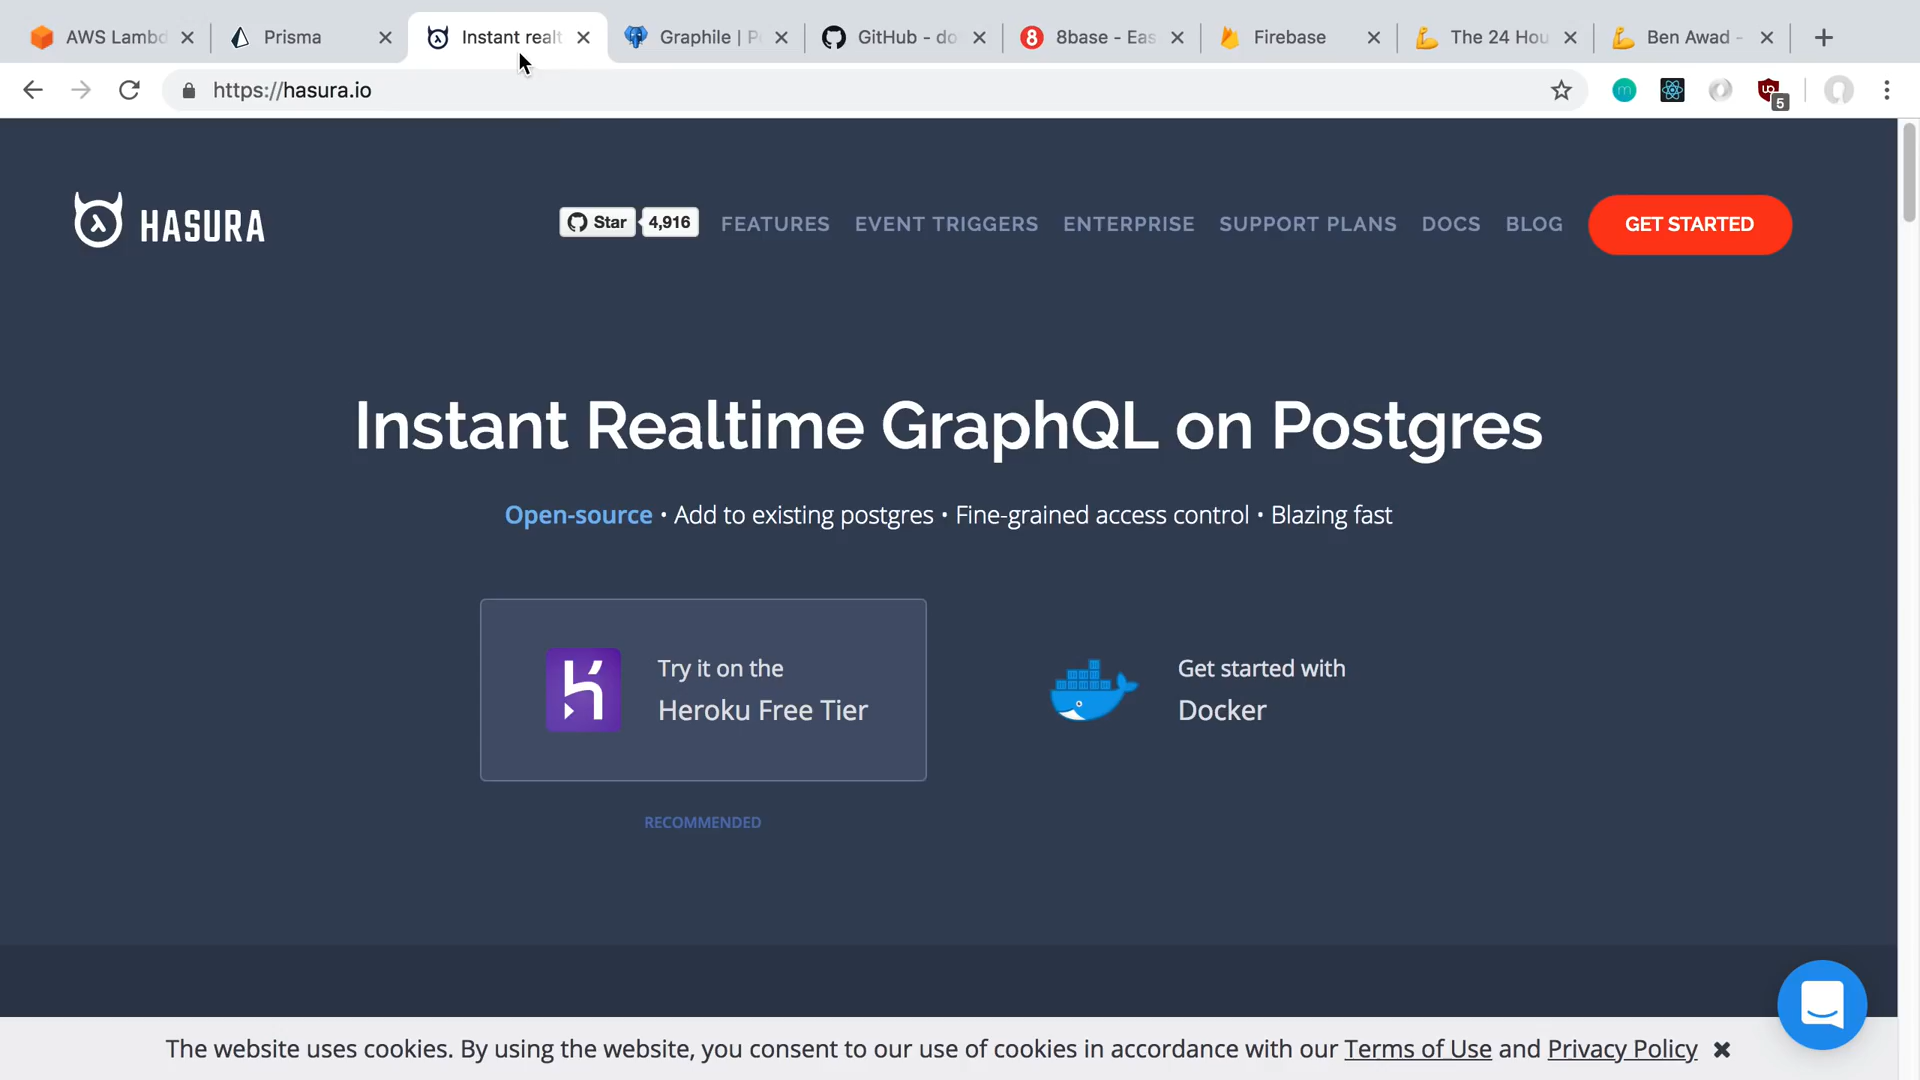 AWS Lambd
Prisma
Instant realt
Graphile | P
GitHub - do
8base - Eas
Firebase
The 24 Hou
Ben Awad -
https://hasura.io
5
HASURA
Star 4,916
FEATURES
EVENT TRIGGERS
ENTERPRISE
SUPPORT PLANS
DOCS
BLOG
GET STARTED
Instant Realtime GraphQL on Postgres
Open-source • Add to existing postgres • Fine-grained access control • Blazing fast
Try it on the
Heroku Free Tier
Get started with
Docker
RECOMMENDED
The website uses cookies. By using the website, you consent to our use of cookies in accordance with our Terms of Use and Privacy Policy